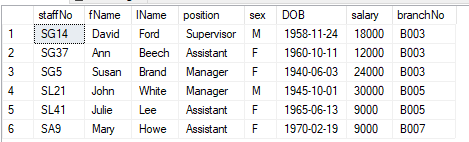 staffNo fName lName position sex DOB salary branchNo
1 SG14 David Ford Supervisor M 1958-11-24 18000 B003
2 SG37 Ann Beech Assistant F 1960-10-11 12000 B003
3 SG5 Susan Brand Manager F 1940-06-03 24000 B003
4 SL21 John White Manager M 1945-10-01 30000 B005
5 SL41 Julie Lee Assistant F 1965-06-13 9000 B005
6 SA9 Mary Howe Assistant F 1970-02-19 9000 B007